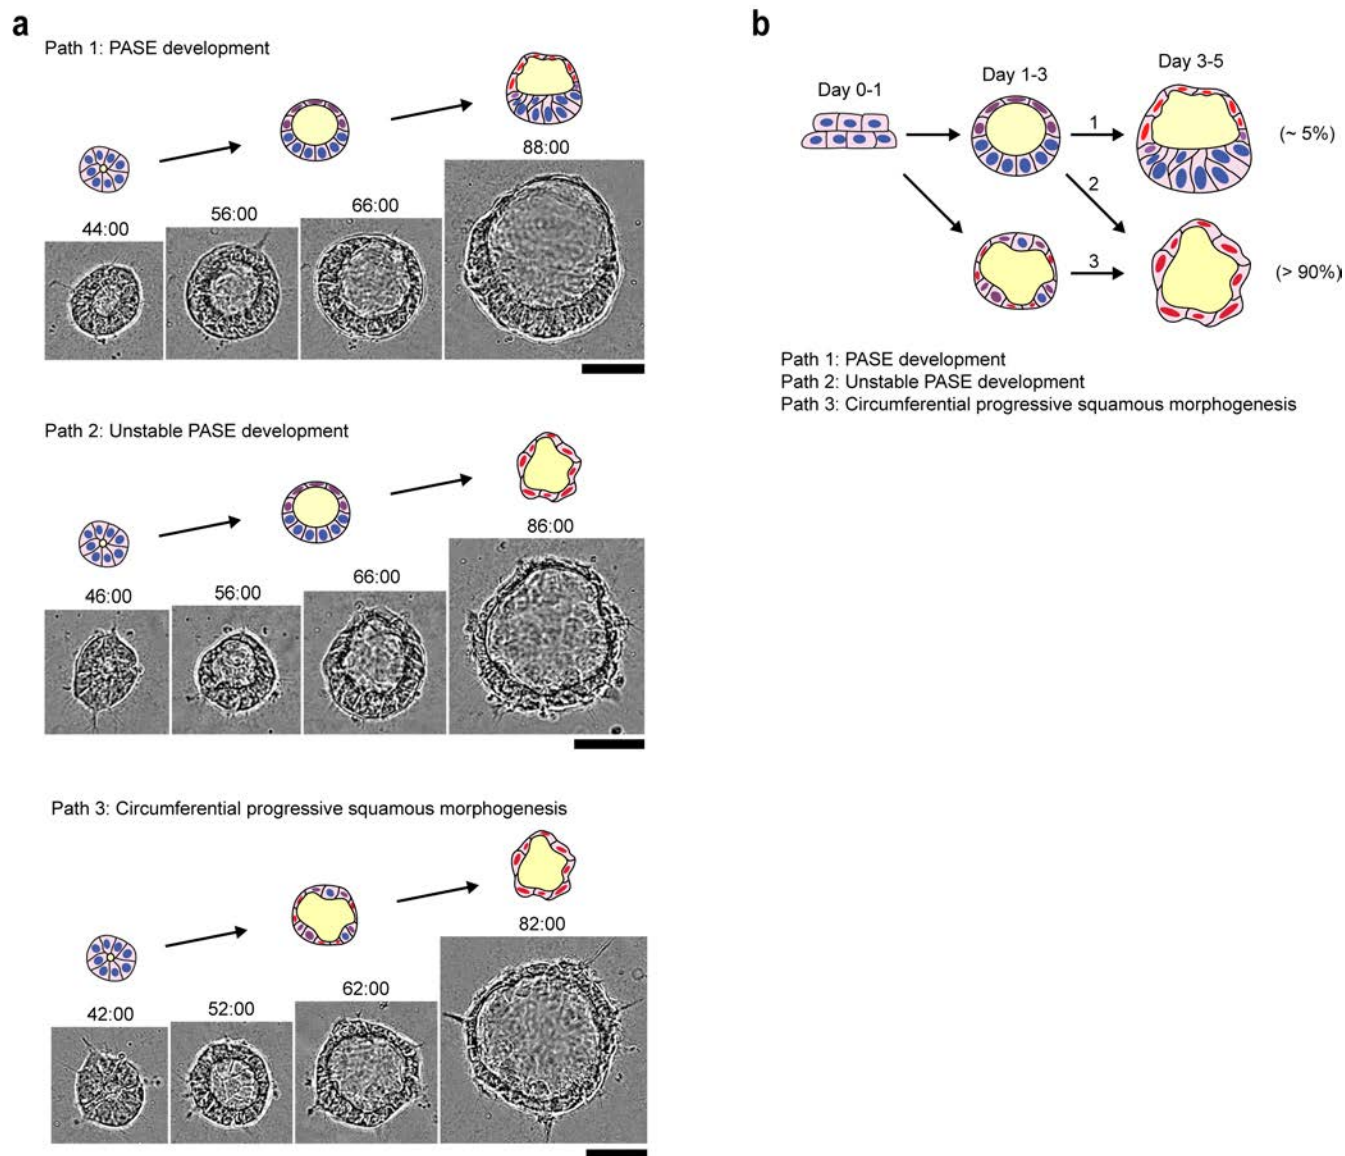 a
Path 1: PASE development
88:00
66:00
56:00
44:00
Path 2: Unstable PASE development
86:00
66:00
56:00
46:00
Path 3: Circumferential progressive squamous morphogenesis
82:00
62:00
52:00
42:00
b
Day 0-1
Day 1-3
Day 3-5
1
(~ 5%)
2
3
(> 90%)
Path 1: PASE development
Path 2: Unstable PASE development
Path 3: Circumferential progressive squamous morphogenesis